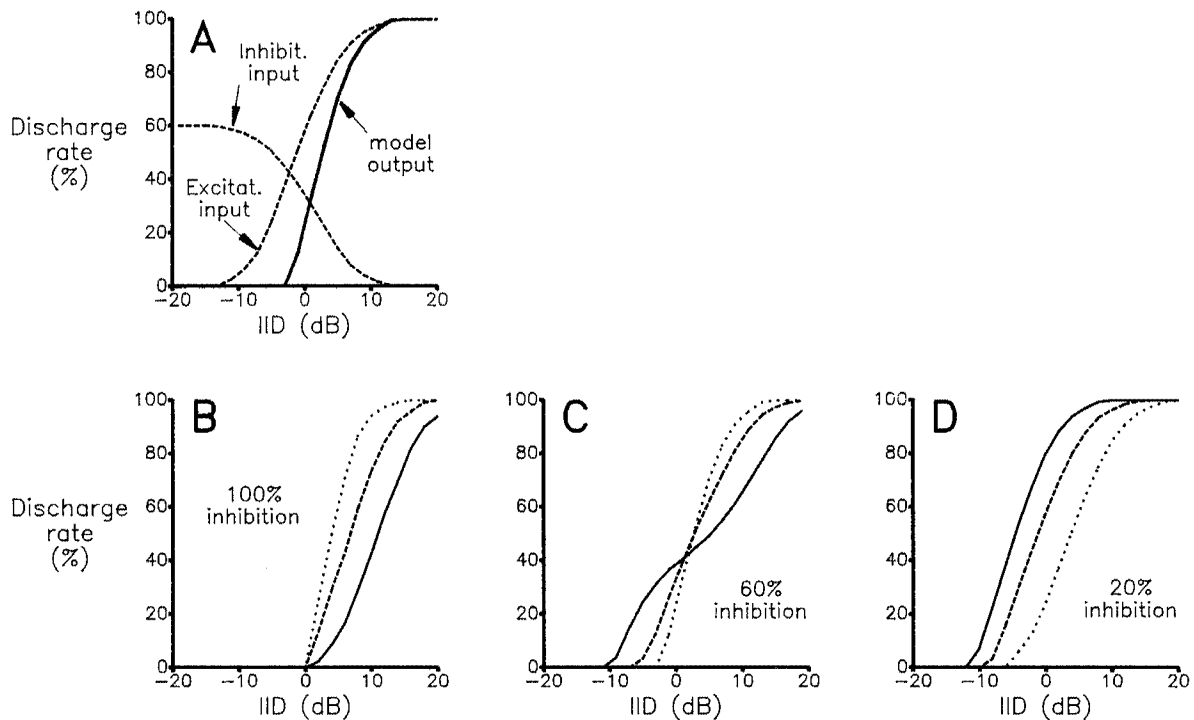 A
100
80
60
40
20
0
Discharge
rate
(%)
Inhibit.
input
Excitat.
input
model
output
−20 −10 0 10 20
IID (dB)
B
100
80
60
40
20
0
Discharge
rate
(%)
100%
inhibition
−20 −10 0 10 20
IID (dB)
C
100
80
60
40
20
0
60%
inhibition
−20 −10 0 10 20
IID (dB)
D
100
80
60
40
20
0
20%
inhibition
−20 −10 0 10 20
IID (dB)